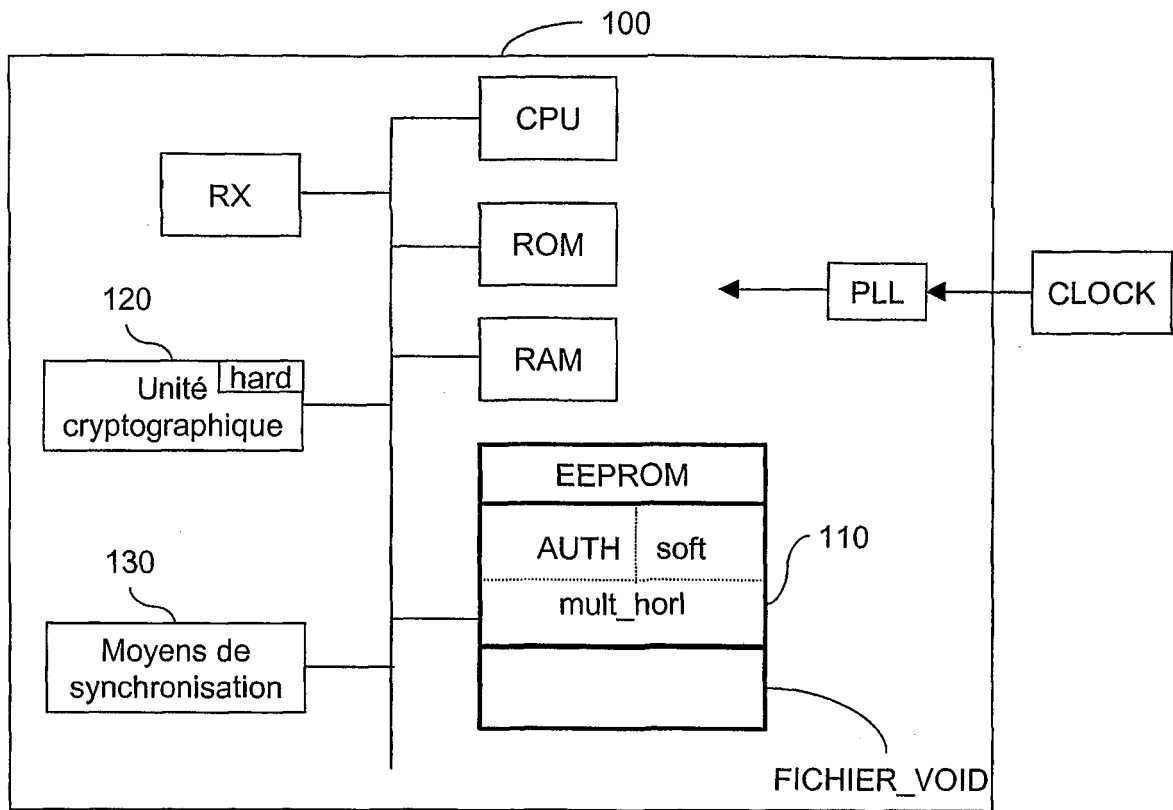 100
CPU
RX
ROM
PLL
CLOCK
120
RAM
hard
Unité
cryptographique
EEPROM
AUTH soft
110
mult_horl
130
Moyens de
synchronisation
FICHIER_VOID